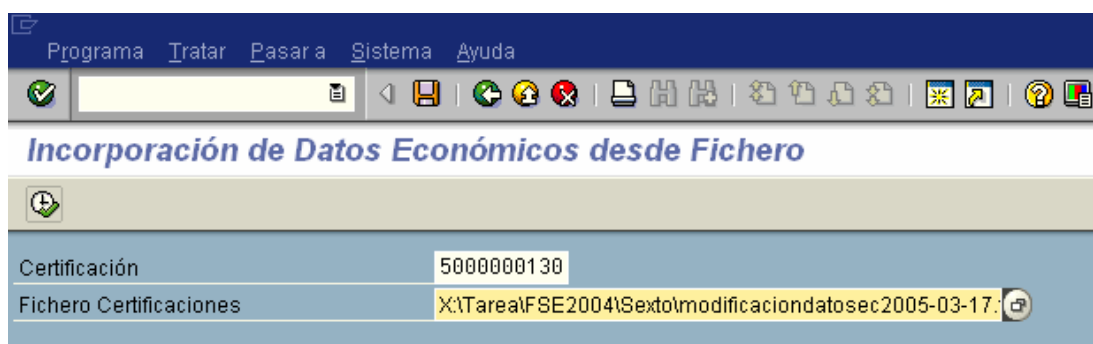 Programa Tratar Pasar a Sistema Ayuda
Incorporación de Datos Económicos desde Fichero
Certificación 5000000130
Fichero Certificaciones X:\Tarea\FSE2004\Sexto\modificaciondatosec2005-03-17.